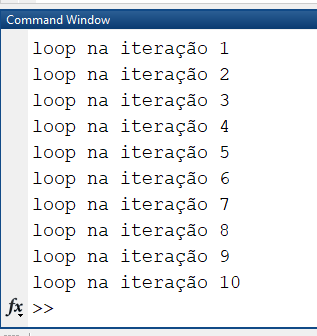 Command Window
loop na iteração 1
loop na iteração 2
loop na iteração 3
loop na iteração 4
loop na iteração 5
loop na iteração 6
loop na iteração 7
loop na iteração 8
loop na iteração 9
loop na iteração 10
fx >>